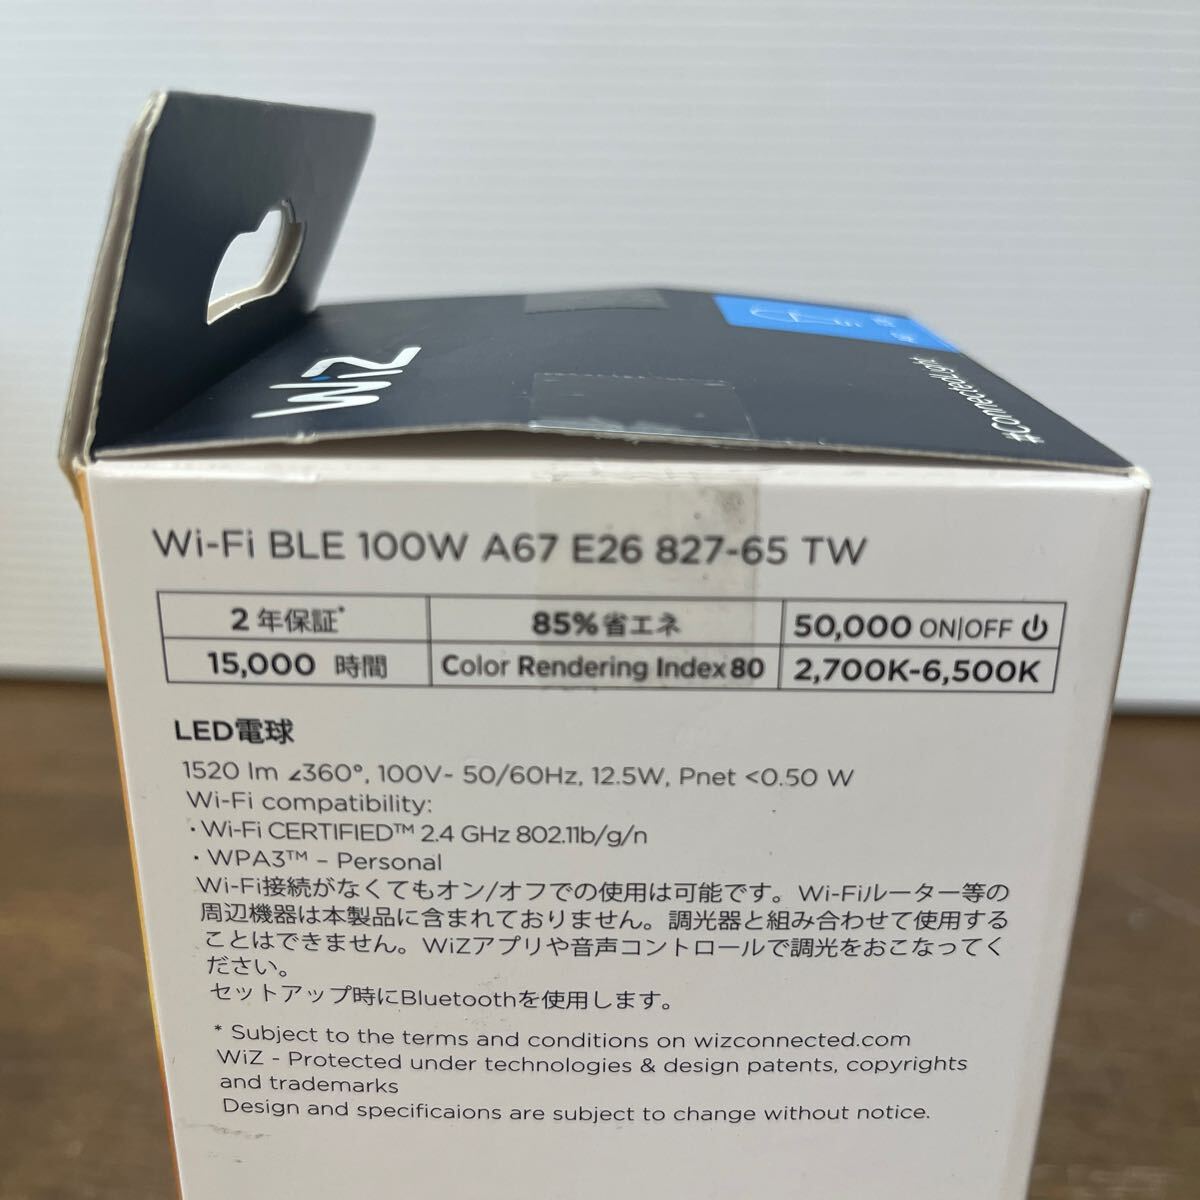 WiZ
#ConnectedLight
Wi-Fi BLE 100W A67 E26 827-65 TW
2 年保証* 85%省エネ 50,000 ON|OFF
15,000 時間 Color Rendering Index 80 2,700K-6,500K
LED電球
1520 lm ∠360°, 100V~ 50/60Hz, 12.5W, Pnet <0.50 W
Wi-Fi compatibility:
・Wi-Fi CERTIFIED™ 2.4 GHz 802.11b/g/n
・WPA3™ – Personal
Wi-Fi接続がなくてもオン/オフでの使用は可能です。Wi-Fiルーター等の
周辺機器は本製品に含まれておりません。調光器と組み合わせて使用する
ことはできません。WiZアプリや音声コントロールで調光をおこなってく
ださい。
セットアップ時にBluetoothを使用します。
* Subject to the terms and conditions on wizconnected.com
WiZ - Protected under technologies & design patents, copyrights
and trademarks
Design and specificaions are subject to change without notice.